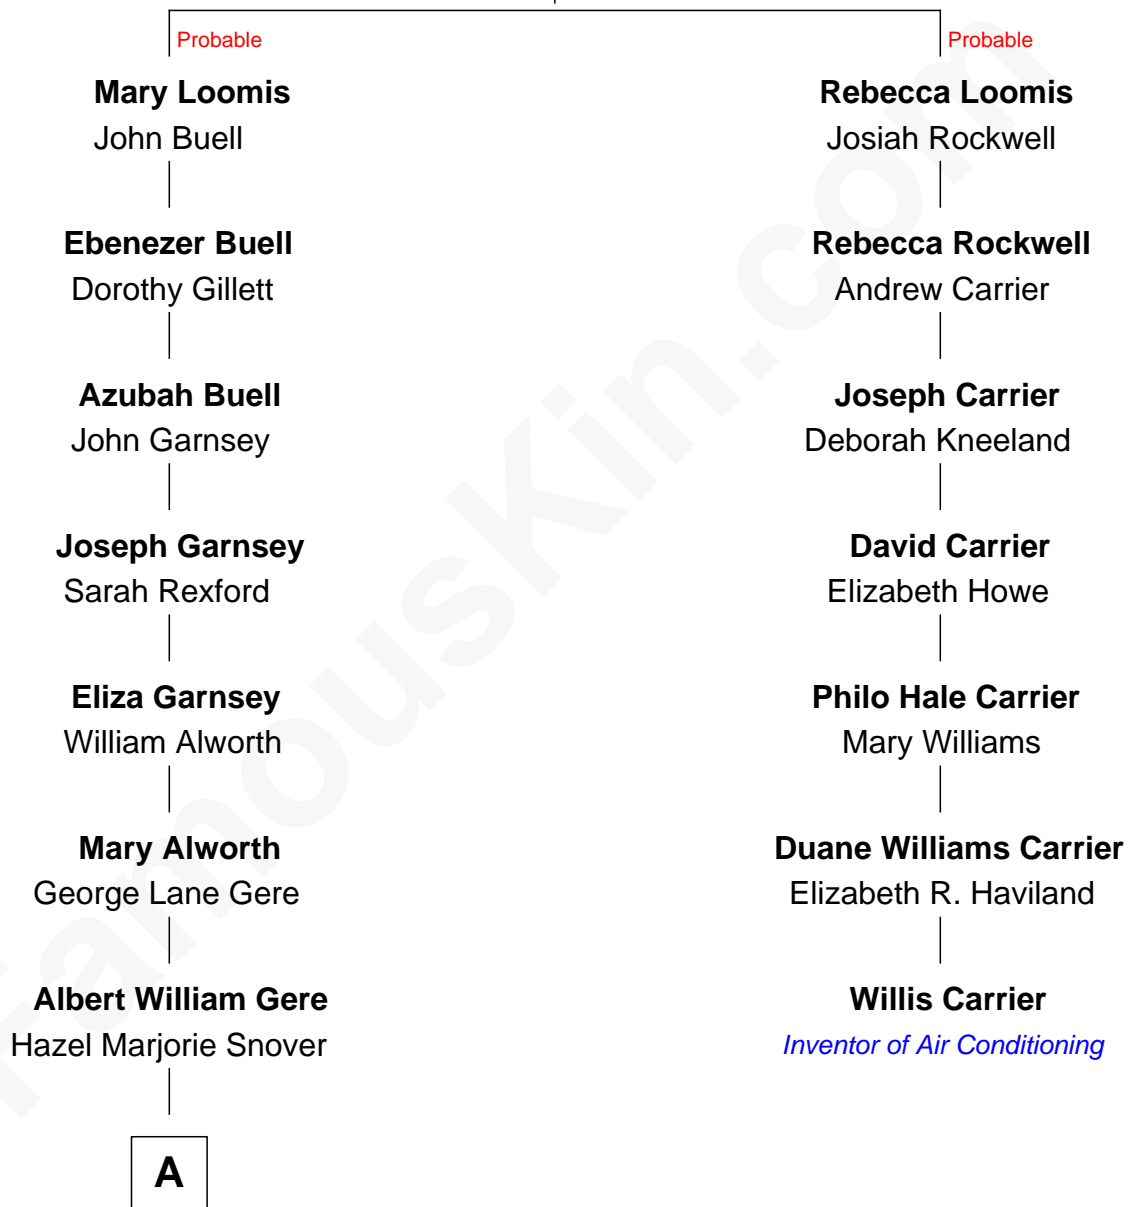 Probable
Probable
Mary Loomis
John Buell
Rebecca Loomis
Josiah Rockwell
Ebenezer Buell
Dorothy Gillett
Rebecca Rockwell
Andrew Carrier
Azubah Buell
John Garnsey
Joseph Carrier
Deborah Kneeland
Joseph Garnsey
Sarah Rexford
David Carrier
Elizabeth Howe
Eliza Garnsey
William Alworth
Philo Hale Carrier
Mary Williams
Mary Alworth
George Lane Gere
Duane Williams Carrier
Elizabeth R. Haviland
Albert William Gere
Hazel Marjorie Snover
Willis Carrier
Inventor of Air Conditioning
A
FamousKin.com